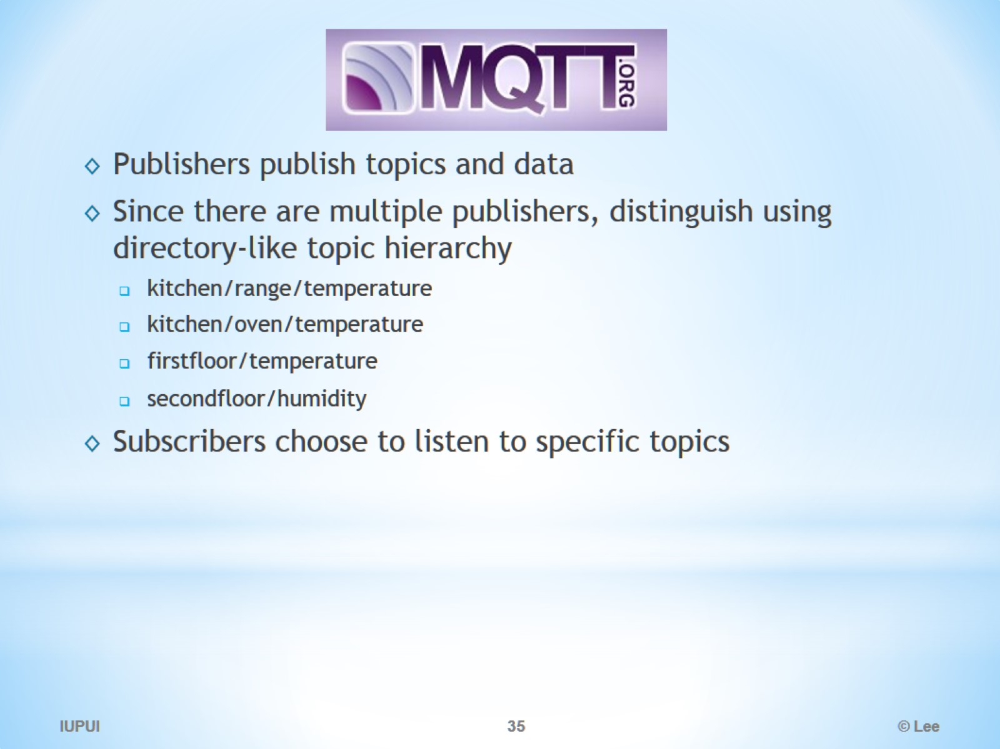 MQTT.ORG
Publishers publish topics and data
Since there are multiple publishers, distinguish using
directory-like topic hierarchy
kitchen/range/temperature
kitchen/oven/temperature
firstfloor/temperature
secondfloor/humidity
Subscribers choose to listen to specific topics
IUPUI
35
© Lee